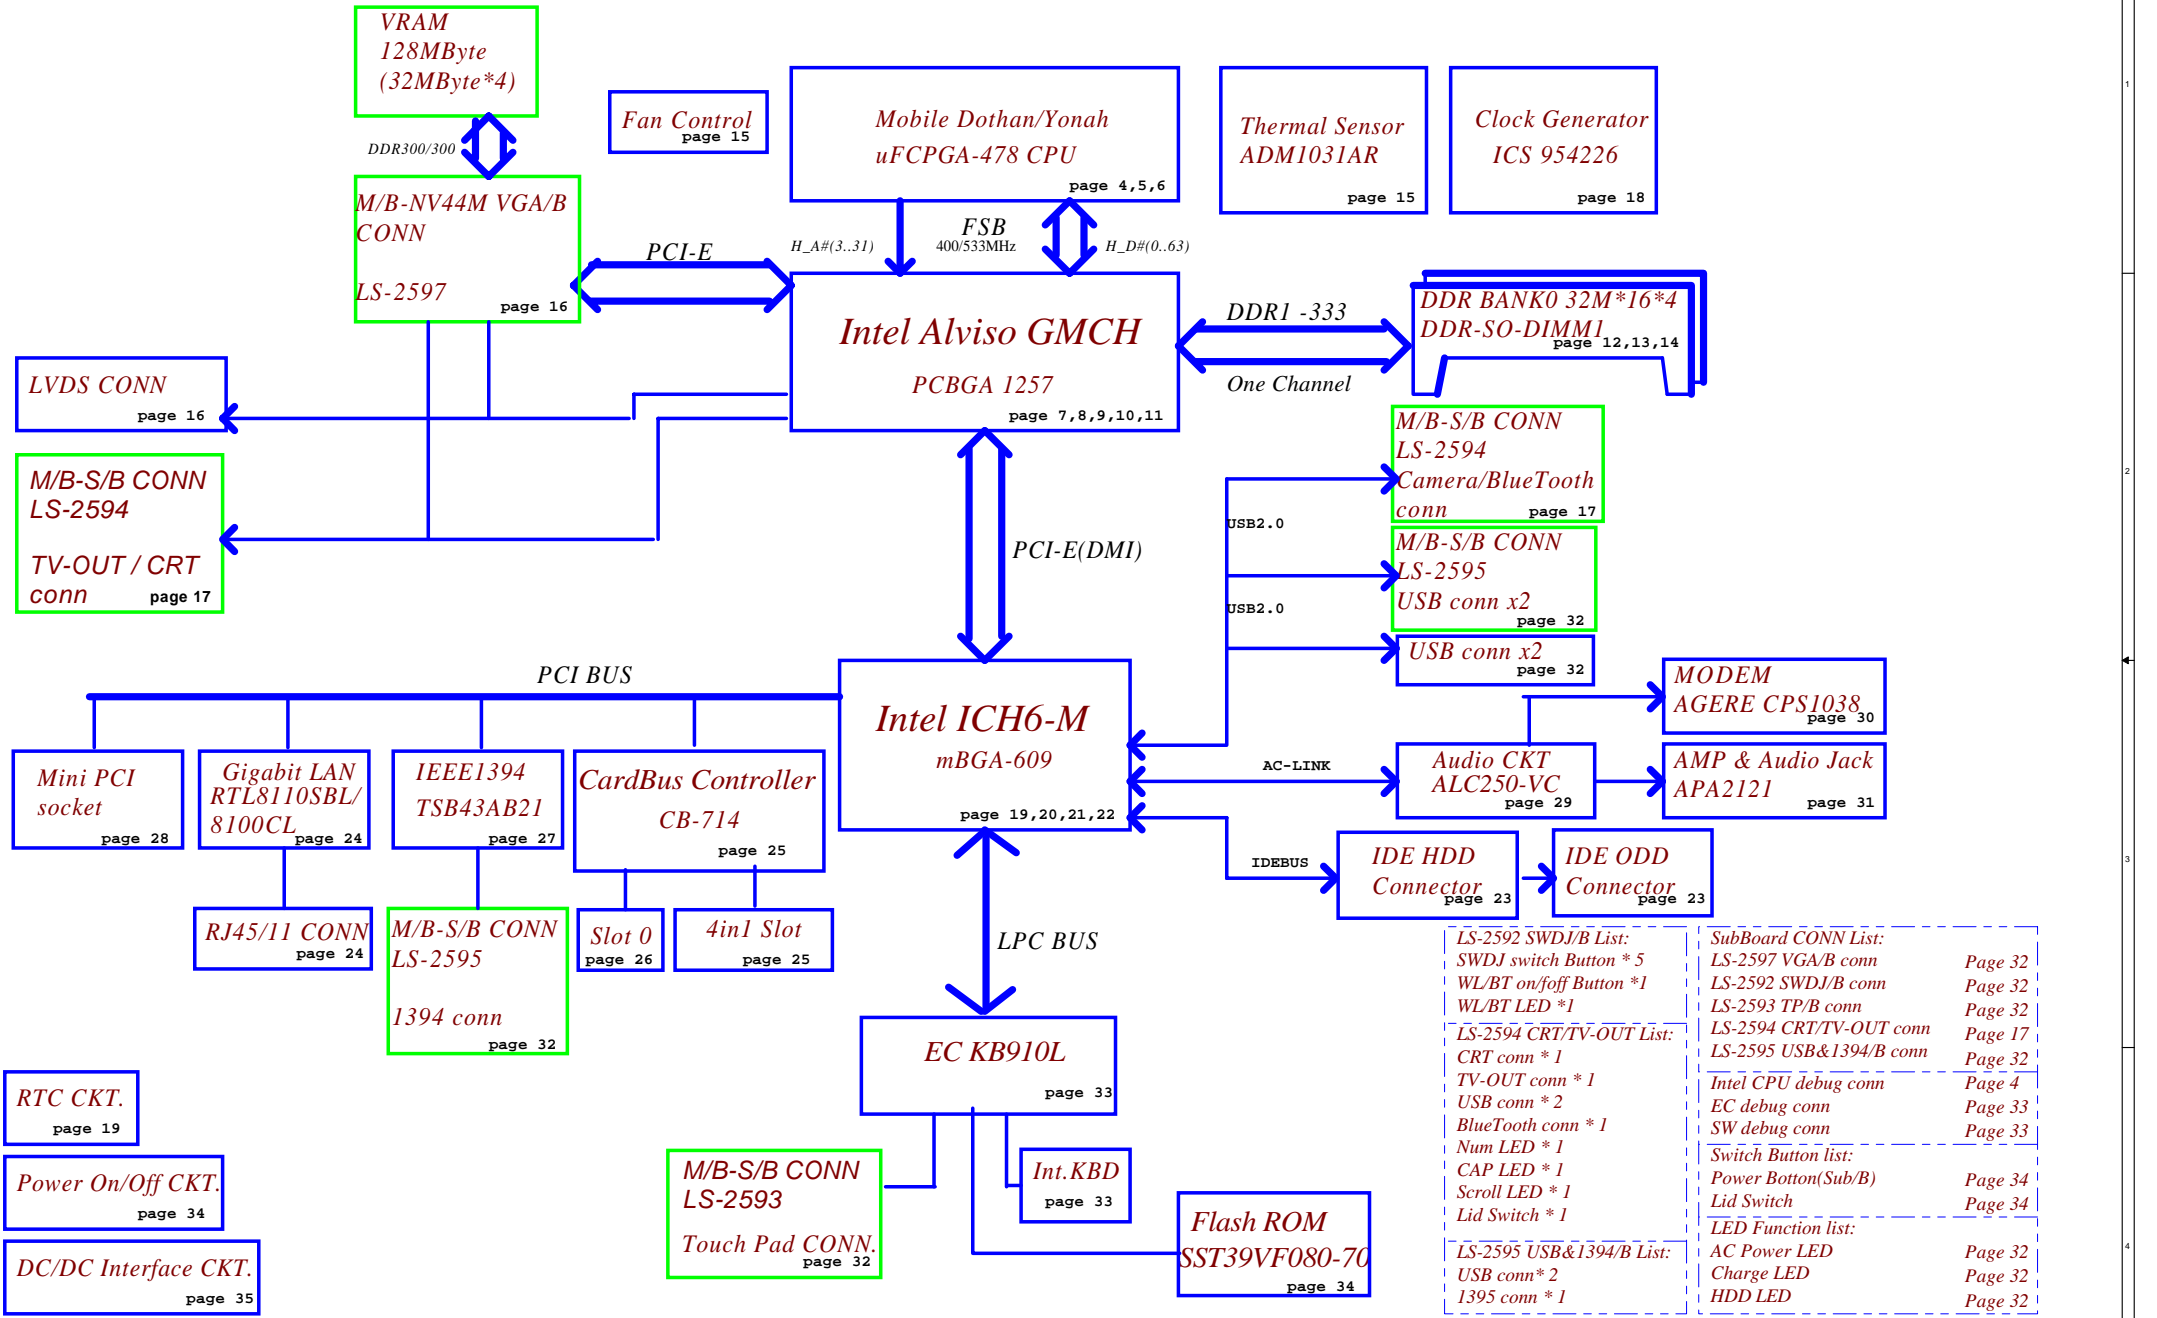 VRAM
128MByte
(32MByte*4)
DDR300/300
Fan Control
page 15
Mobile Dothan/Yonah
uFCPGA-478 CPU
page 4,5,6
Thermal Sensor
ADM1031AR
page 15
Clock Generator
ICS 954226
page 18
M/B-NV44M VGA/B
CONN
LS-2597
page 16
PCI-E
H_A#(3..31)
FSB
400/533MHz
H_D#(0..63)
Intel Alviso GMCH
PCBGA 1257
page 7,8,9,10,11
DDR1 -333
One Channel
DDR BANK0 32M*16*4
DDR-SO-DIMM1
page 12,13,14
LVDS CONN
page 16
M/B-S/B CONN
LS-2594
TV-OUT / CRT
conn
page 17
PCI-E(DMI)
USB2.0
USB2.0
M/B-S/B CONN
LS-2594
Camera/BlueTooth
conn
page 17
M/B-S/B CONN
LS-2595
USB conn x2
page 32
USB conn x2
page 32
PCI BUS
Intel ICH6-M
mBGA-609
page 19,20,21,22
MODEM
AGERE CPS1038
page 30
AC-LINK
Audio CKT
ALC250-VC
page 29
AMP & Audio Jack
APA2121
page 31
Mini PCI
socket
page 28
Gigabit LAN
RTL8110SBL/
8100CL
page 24
IEEE1394
TSB43AB21
page 27
CardBus Controller
CB-714
page 25
IDEBUS
IDE HDD
Connector
page 23
IDE ODD
Connector
page 23
RJ45/11 CONN
page 24
M/B-S/B CONN
LS-2595
1394 conn
page 32
Slot 0
page 26
4in1 Slot
page 25
LPC BUS
EC KB910L
page 33
RTC CKT.
page 19
Power On/Off CKT.
page 34
DC/DC Interface CKT.
page 35
M/B-S/B CONN
LS-2593
Touch Pad CONN.
page 32
Int.KBD
page 33
Flash ROM
SST39VF080-70
page 34
LS-2592 SWDJ/B List:
SWDJ switch Button * 5
WL/BT on/foff Button *1
WL/BT LED *1
LS-2594 CRT/TV-OUT List:
CRT conn * 1
TV-OUT conn * 1
USB conn * 2
BlueTooth conn * 1
Num LED * 1
CAP LED * 1
Scroll LED * 1
Lid Switch * 1
LS-2595 USB&1394/B List:
USB conn* 2
1395 conn * 1
SubBoard CONN List:
LS-2597 VGA/B conn Page 32
LS-2592 SWDJ/B conn Page 32
LS-2593 TP/B conn Page 32
LS-2594 CRT/TV-OUT conn Page 17
LS-2595 USB&1394/B conn Page 32
Intel CPU debug conn Page 4
EC debug conn Page 33
SW debug conn Page 33
Switch Button list:
Power Botton(Sub/B) Page 34
Lid Switch Page 34
LED Function list:
AC Power LED Page 32
Charge LED Page 32
HDD LED Page 32
1
2
3
4